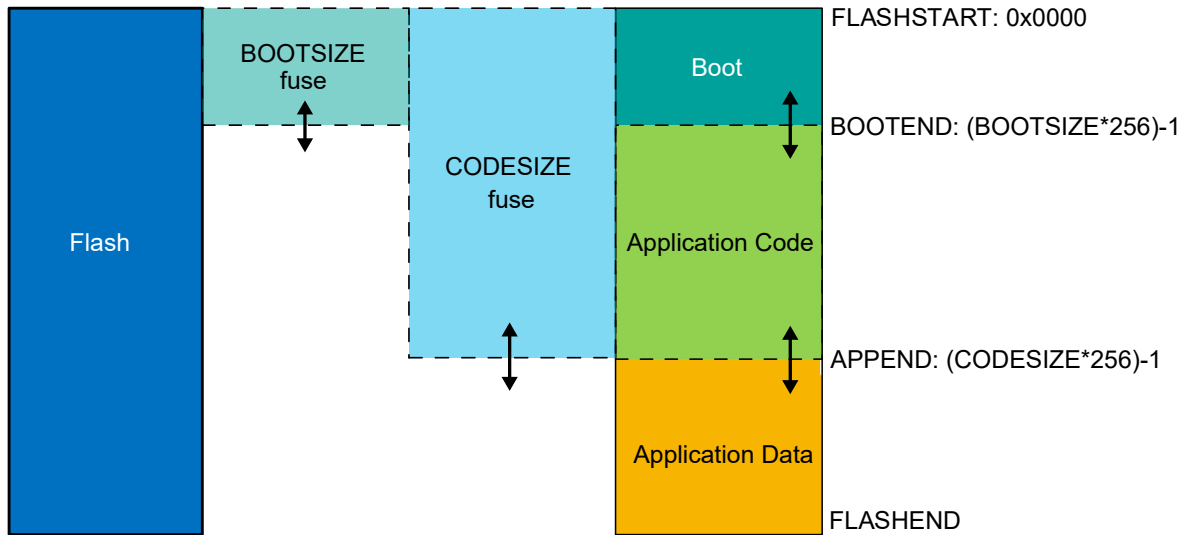 FLASHSTART: 0x0000
BOOTSIZE
fuse
Boot
BOOTEND: (BOOTSIZE*256)-1
CODESIZE
fuse
Flash
Application Code
APPEND: (CODESIZE*256)-1
Application Data
FLASHEND